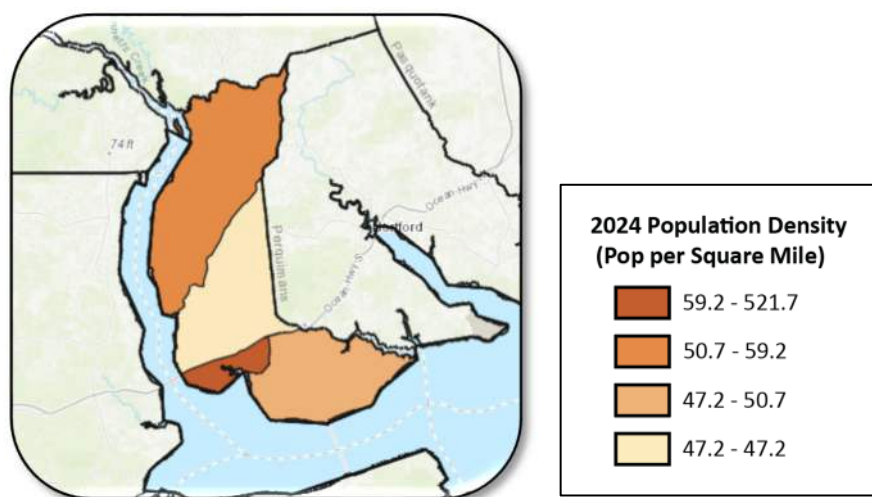 Pasquotank
74 ft
Ocean-Hwy
Perquimans
Ocean-Hwy S
2024 Population Density
(Pop per Square Mile)
59.2 - 521.7
50.7 - 59.2
47.2 - 50.7
47.2 - 47.2